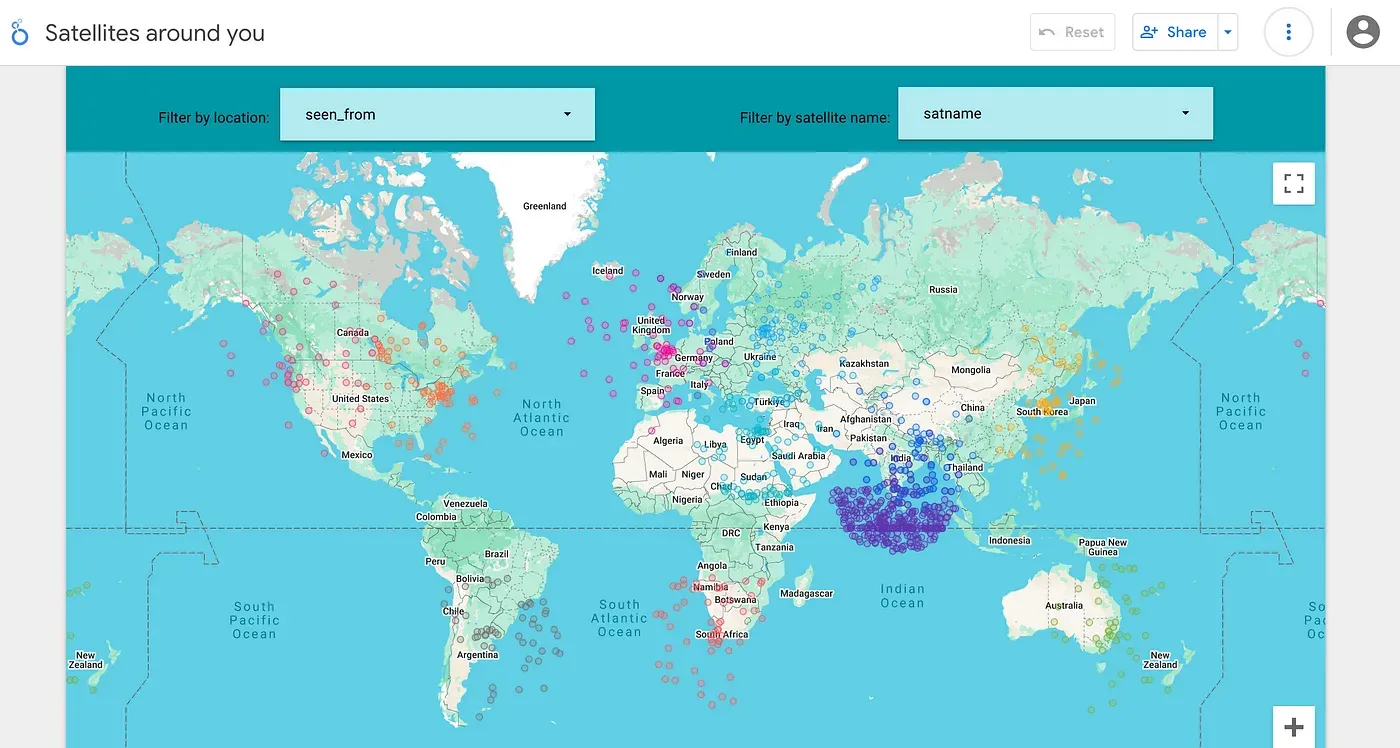 Satellites around you
Reset
Share
Filter by location:
seen_from
Filter by satellite name:
satname
Greenland
Finland
Iceland
Sweden
Russia
Norway
Canada
United
Kingdom
Poland
Germany
Ukraine
Kazakhstan
Mongolia
France
Italy
Spain
United States
Türkiye
Japan
China
South Korea
North
Pacific
Ocean
North
Atlantic
Ocean
North
Pacific
Ocean
Afghanistan
Iraq
Iran
Pakistan
Algeria
Libya
Egypt
Mexico
Saudi Arabia
India
Thailand
Mali
Niger
Chad
Sudan
Nigeria
Ethiopia
Venezuela
Colombia
DRC
Kenya
Tanzania
Indonesia
Papua New
Guinea
Brazil
Peru
Angola
Bolivia
Namibia
Botswana
Madagascar
Indian
Ocean
Australia
South
Pacific
Ocean
Chile
South
Atlantic
Ocean
South Africa
So
Pac
Oc
New
Zealand
Argentina
New
Zealand